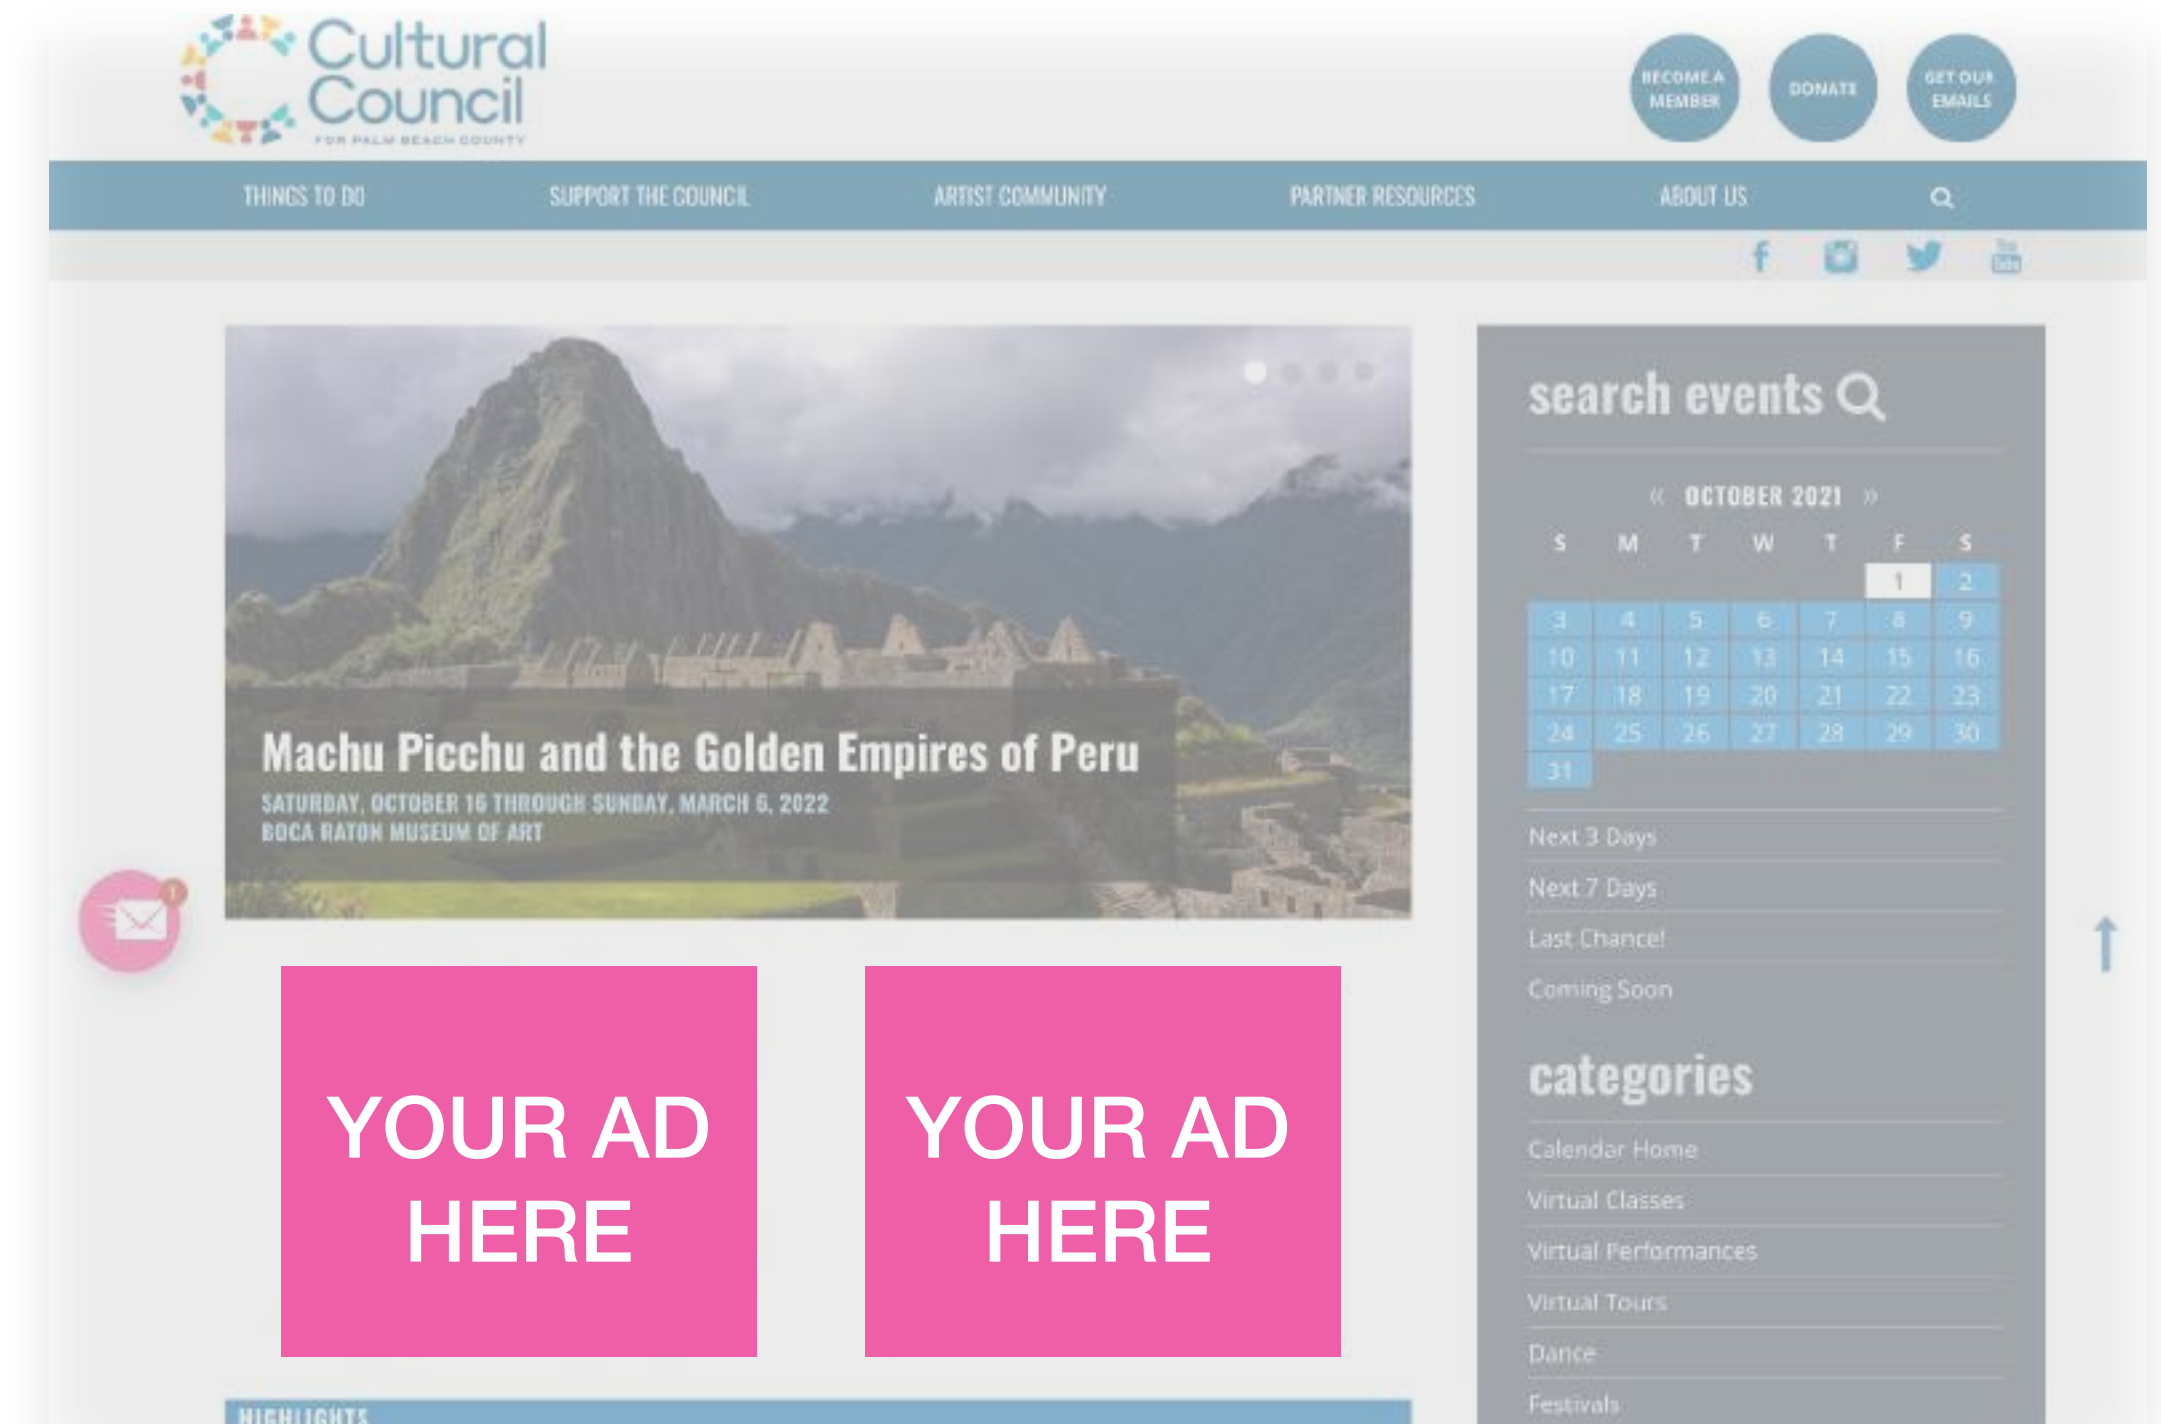 Cultural
Council
FOR PALM BEACH COUNTY
BECOME A
MEMBER
DONATE
GET OUR
EMAILS
THINGS TO DO
SUPPORT THE COUNCIL
ARTIST COMMUNITY
PARTNER RESOURCES
ABOUT US
f
You
Tube
Machu Picchu and the Golden Empires of Peru
SATURDAY, OCTOBER 16 THROUGH SUNDAY, MARCH 6, 2022
BOCA RATON MUSEUM OF ART
1
YOUR AD
HERE
YOUR AD
HERE
HIGHLIGHTS
search events
« OCTOBER 2021 »
S M T W T F S
1 2
3 4 5 6 7 8 9
10 11 12 13 14 15 16
17 18 19 20 21 22 23
24 25 26 27 28 29 30
31
Next 3 Days
Next 7 Days
Last Chance!
Coming Soon
categories
Calendar Home
Virtual Classes
Virtual Performances
Virtual Tours
Dance
Festivals